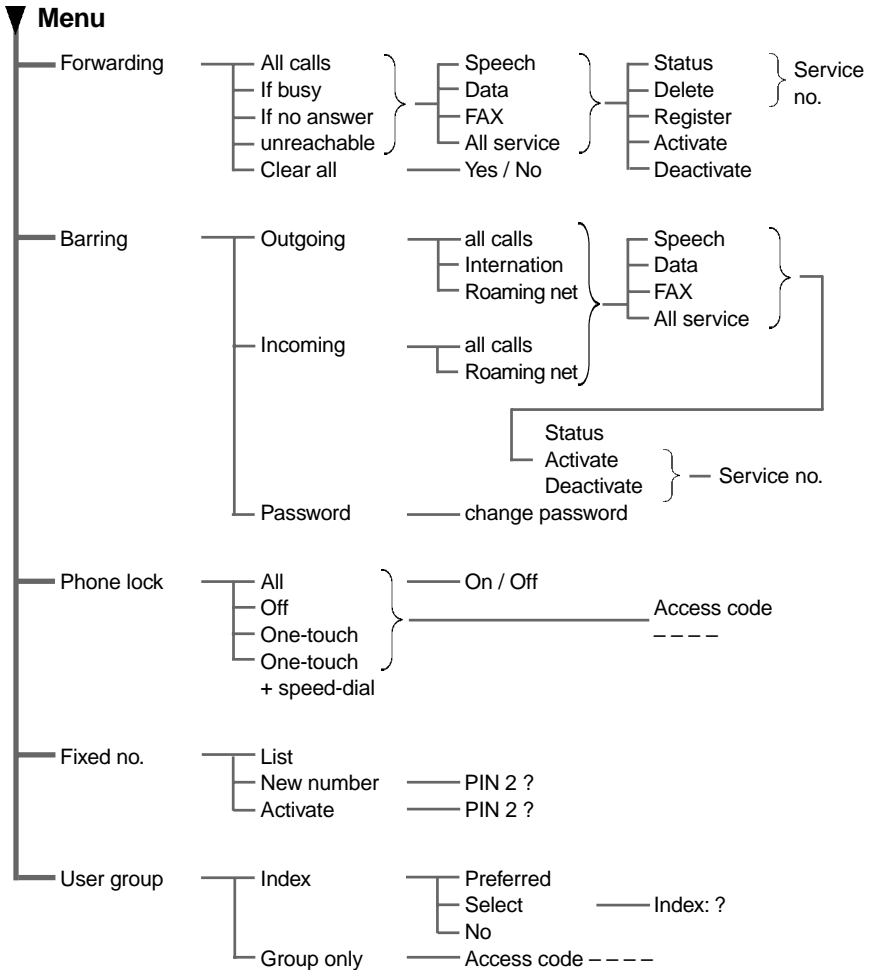 Menu
Forwarding All calls Speech Status Service
If busy Data Delete no.
If no answer FAX Register
unreachable All service Activate
Clear all Yes / No Deactivate
Barring Outgoing all calls Speech
Internation Data
Roaming net FAX
All service
Incoming all calls
Roaming net
Status
Activate
Deactivate Service no.
Password change password
Phone lock All On / Off
Off Access code
One-touch – – – –
One-touch
+ speed-dial
Fixed no. List
New number PIN 2 ?
Activate PIN 2 ?
User group Index Preferred
Select Index: ?
No
Group only Access code – – – –